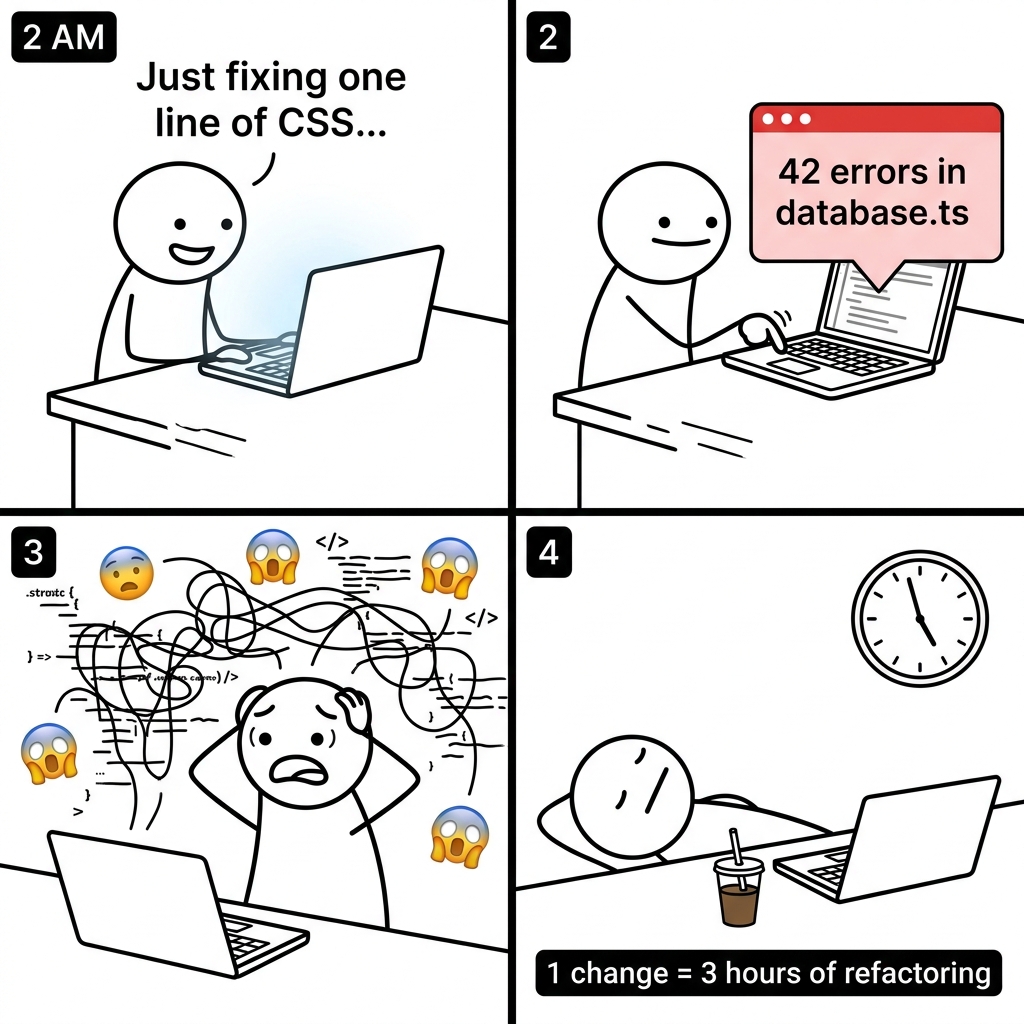 2 AM
Just fixing one
line of CSS...
2
42 errors in
database.ts
3
</>
{
</>
} =>
{
)/>
}
{
}
...
}
>
4
1 change = 3 hours of refactoring